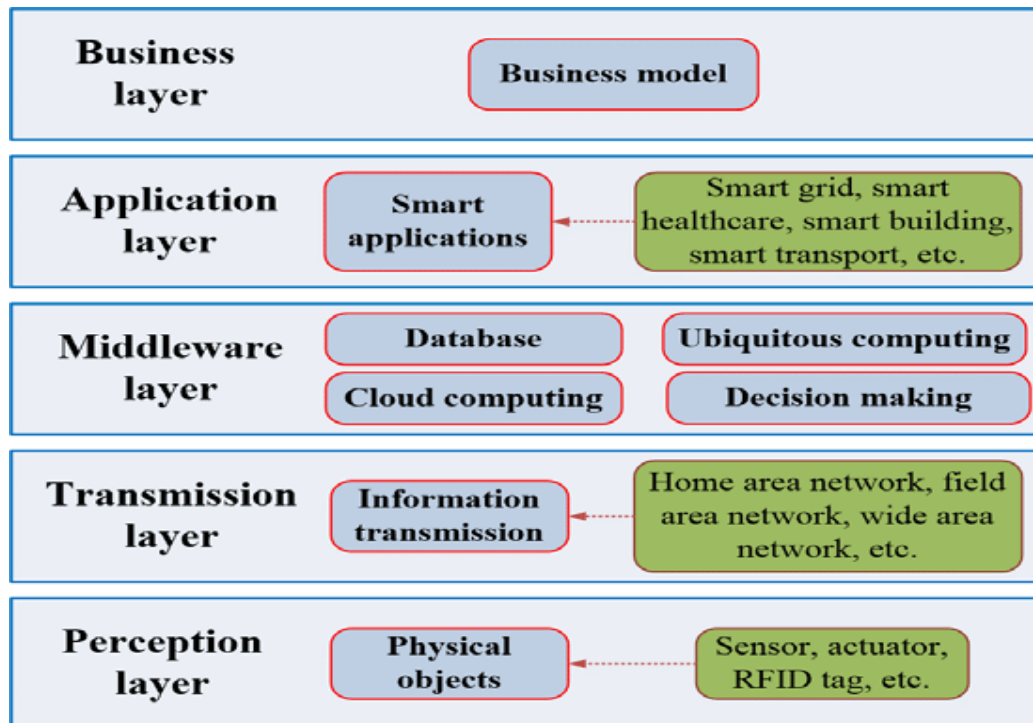 Business
layer
Business model
Application
layer
Smart
applications
Smart grid, smart
healthcare, smart building,
smart transport, etc.
Middleware
layer
Database
Ubiquitous computing
Cloud computing
Decision making
Transmission
layer
Information
transmission
Home area network, field
area network, wide area
network, etc.
Perception
layer
Physical
objects
Sensor, actuator,
RFID tag, etc.